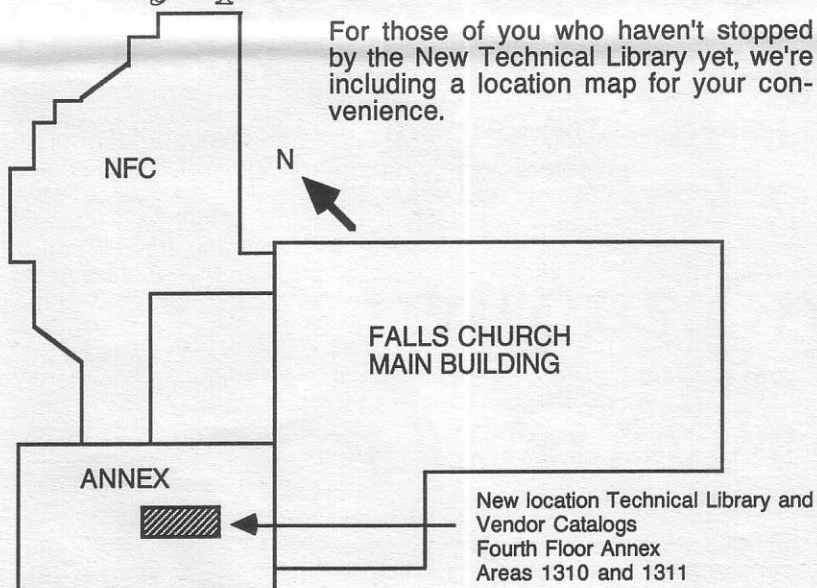 For those of you who haven't stopped
by the New Technical Library yet, we're
including a location map for your con-
venience.
NFC
N
FALLS CHURCH
MAIN BUILDING
ANNEX
New location Technical Library and
Vendor Catalogs
Fourth Floor Annex
Areas 1310 and 1311